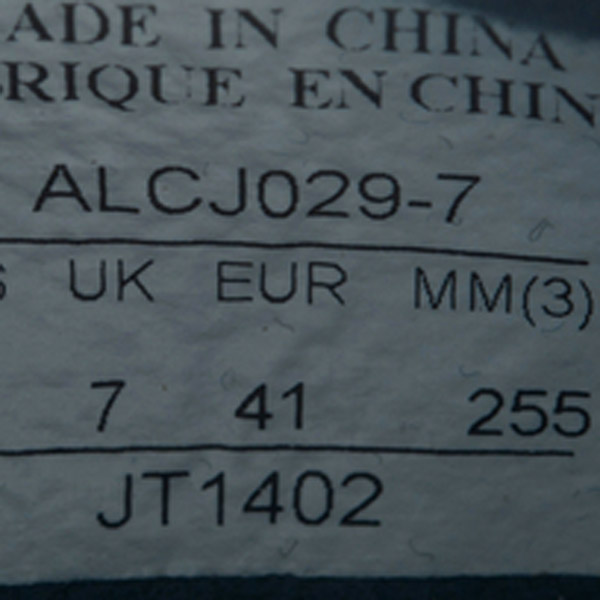 ADE IN CHINA
RIQUE EN CHIN
ALCJ029-7
S UK EUR MM(3)
7 41 255
JT1402